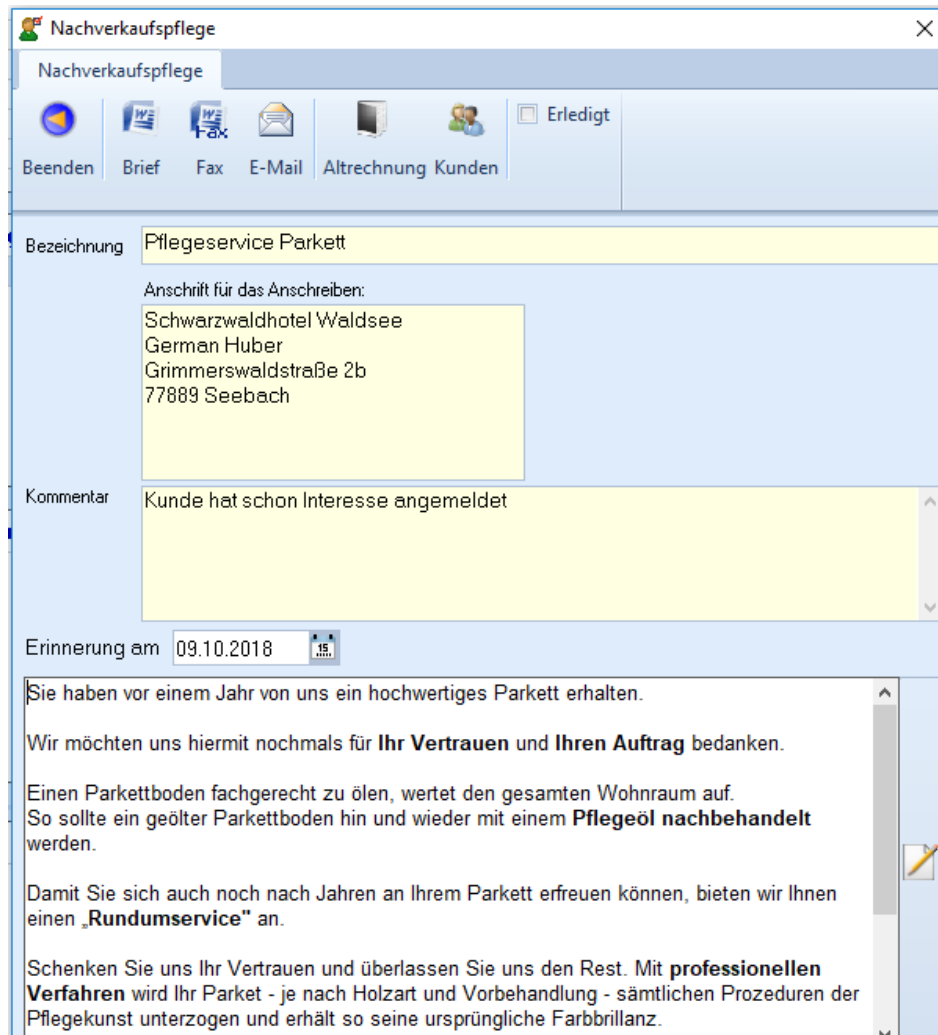 Nachverkaufspflege
Nachverkaufspflege
Beenden Brief Fax E-Mail Altrechnung Kunden Erledigt
Bezeichnung Pflegeservice Parkett
Anschrift für das Anschreiben:
Schwarzwaldhotel Waldsee
German Huber
Grimmerswaldstraße 2b
77889 Seebach
Kommentar Kunde hat schon Interesse angemeldet
Erinnerung am 09.10.2018 15
Sie haben vor einem Jahr von uns ein hochwertiges Parkett erhalten.
Wir möchten uns hiermit nochmals für Ihr Vertrauen und Ihren Auftrag bedanken.
Einen Parkettboden fachgerecht zu ölen, wertet den gesamten Wohnraum auf.
So sollte ein geölter Parkettboden hin und wieder mit einem Pflegeöl nachbehandelt
werden.
Damit Sie sich auch noch nach Jahren an Ihrem Parkett erfreuen können, bieten wir Ihnen
einen „Rundumservice" an.
Schenken Sie uns Ihr Vertrauen und überlassen Sie uns den Rest. Mit professionellen
Verfahren wird Ihr Parket - je nach Holzart und Vorbehandlung - sämtlichen Prozeduren der
Pflegekunst unterzogen und erhält so seine ursprüngliche Farbbrillanz.